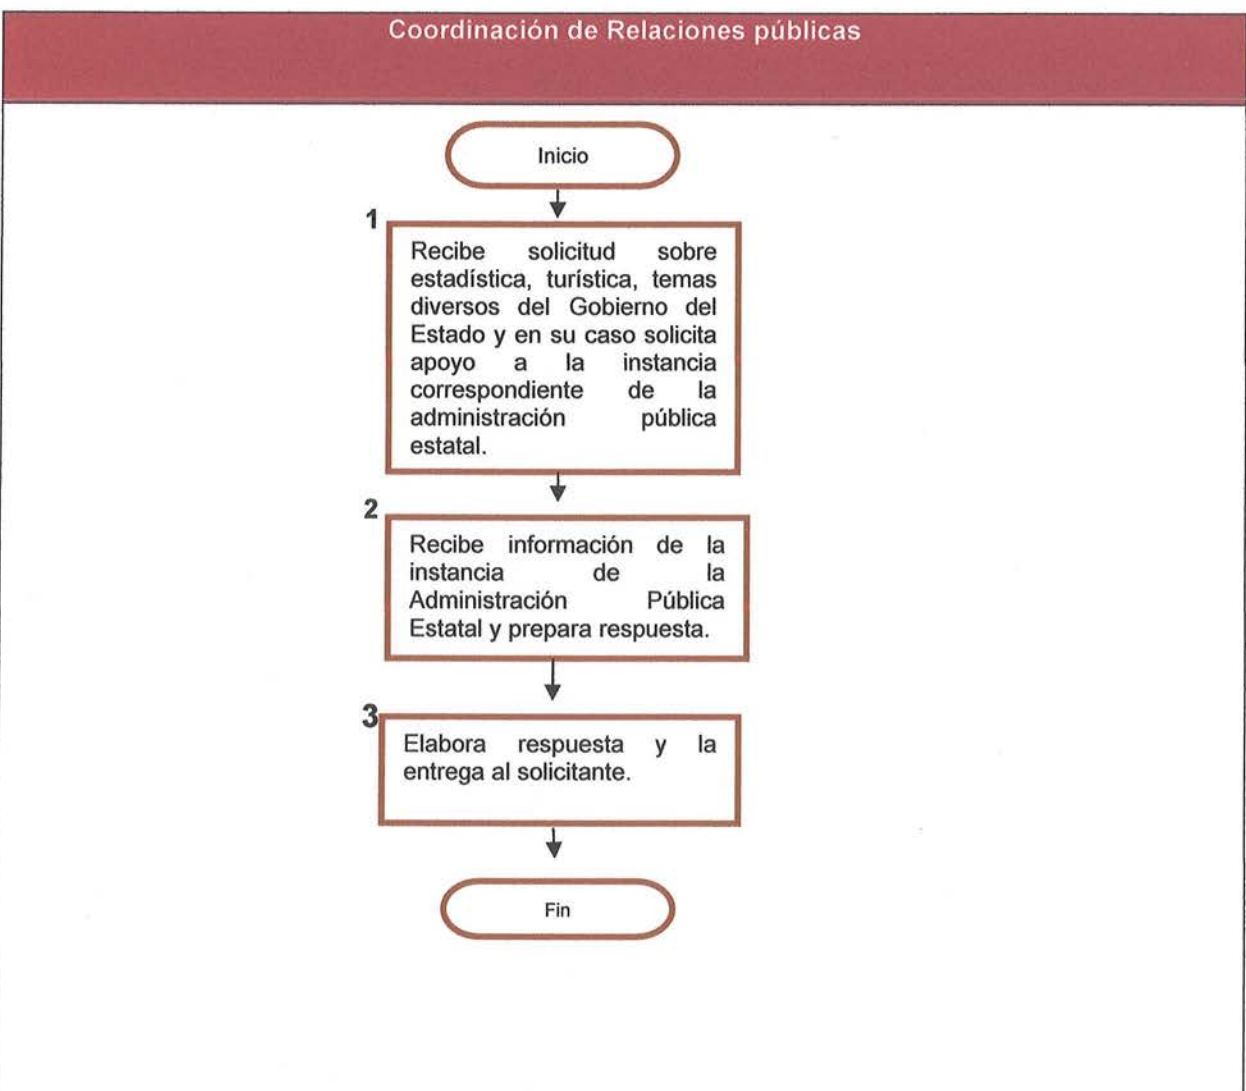 Coordinación de Relaciones públicas
Inicio
1
Recibe solicitud sobre
estadística, turística, temas
diversos del Gobierno del
Estado y en su caso solicita
apoyo a la instancia
correspondiente de la
administración pública
estatal.
2
Recibe información de la
instancia de la
Administración Pública
Estatal y prepara respuesta.
3
Elabora respuesta y la
entrega al solicitante.
Fin